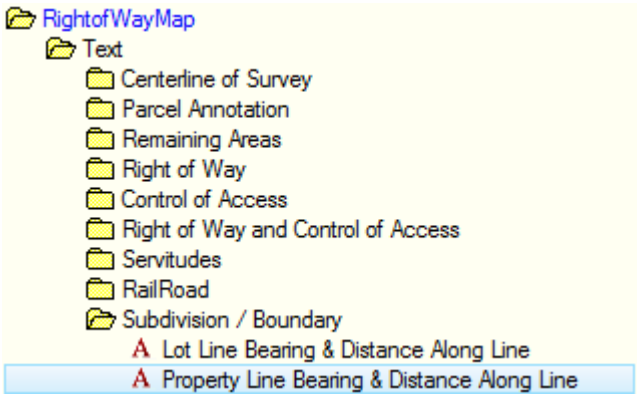 RightofWayMap
Text
Centerline of Survey
Parcel Annotation
Remaining Areas
Right of Way
Control of Access
Right of Way and Control of Access
Servitudes
RailRoad
Subdivision / Boundary
A Lot Line Bearing & Distance Along Line
A Property Line Bearing & Distance Along Line